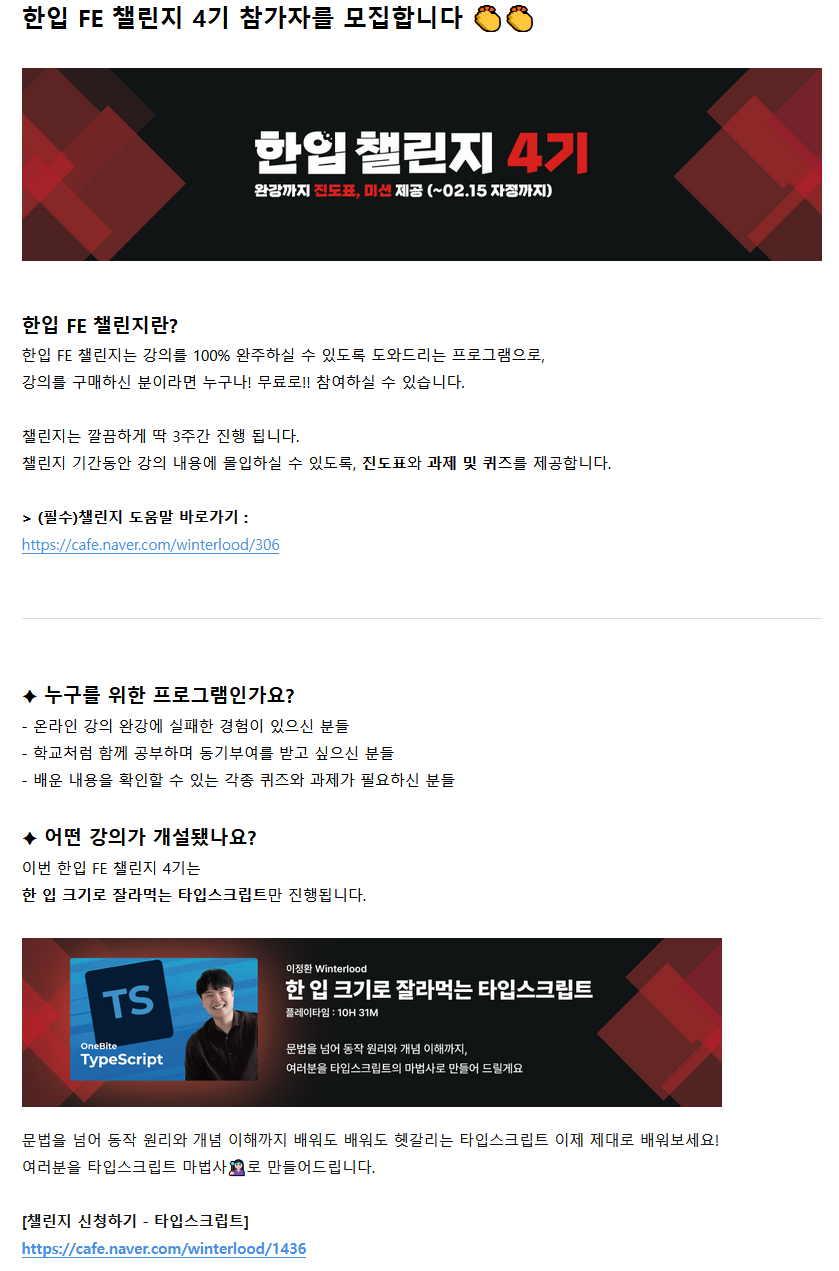 한입 FE 챌린지 4기 참가자를 모집합니다 👏👏
한입 챌린지 4기
완강까지 진도표, 미션 제공 (~02.15 자정까지)
한입 FE 챌린지란?
한입 FE 챌린지는 강의를 100% 완주하실 수 있도록 도와드리는 프로그램으로,
강의를 구매하신 분이라면 누구나! 무료로!! 참여하실 수 있습니다.
챌린지는 깔끔하게 딱 3주간 진행 됩니다.
챌린지 기간동안 강의 내용에 몰입하실 수 있도록, 진도표와 과제 및 퀴즈를 제공합니다.
> (필수)챌린지 도움말 바로가기 :
https://cafe.naver.com/winterlood/306
✦ 누구를 위한 프로그램인가요?
- 온라인 강의 완강에 실패한 경험이 있으신 분들
- 학교처럼 함께 공부하며 동기부여를 받고 싶으신 분들
- 배운 내용을 확인할 수 있는 각종 퀴즈와 과제가 필요하신 분들
✦ 어떤 강의가 개설됐나요?
이번 한입 FE 챌린지 4기는
한 입 크기로 잘라먹는 타입스크립트만 진행됩니다.
TS
OneBite
TypeScript
이정환 Winterlood
한 입 크기로 잘라먹는 타입스크립트
플레이타임 : 10H 31M
문법을 넘어 동작 원리와 개념 이해까지,
여러분을 타입스크립트의 마법사로 만들어 드릴게요
문법을 넘어 동작 원리와 개념 이해까지 배워도 배워도 헷갈리는 타입스크립트 이제 제대로 배워보세요!
여러분을 타입스크립트 마법사🦹🏻‍♀️로 만들어드립니다.
[챌린지 신청하기 - 타입스크립트]
https://cafe.naver.com/winterlood/1436